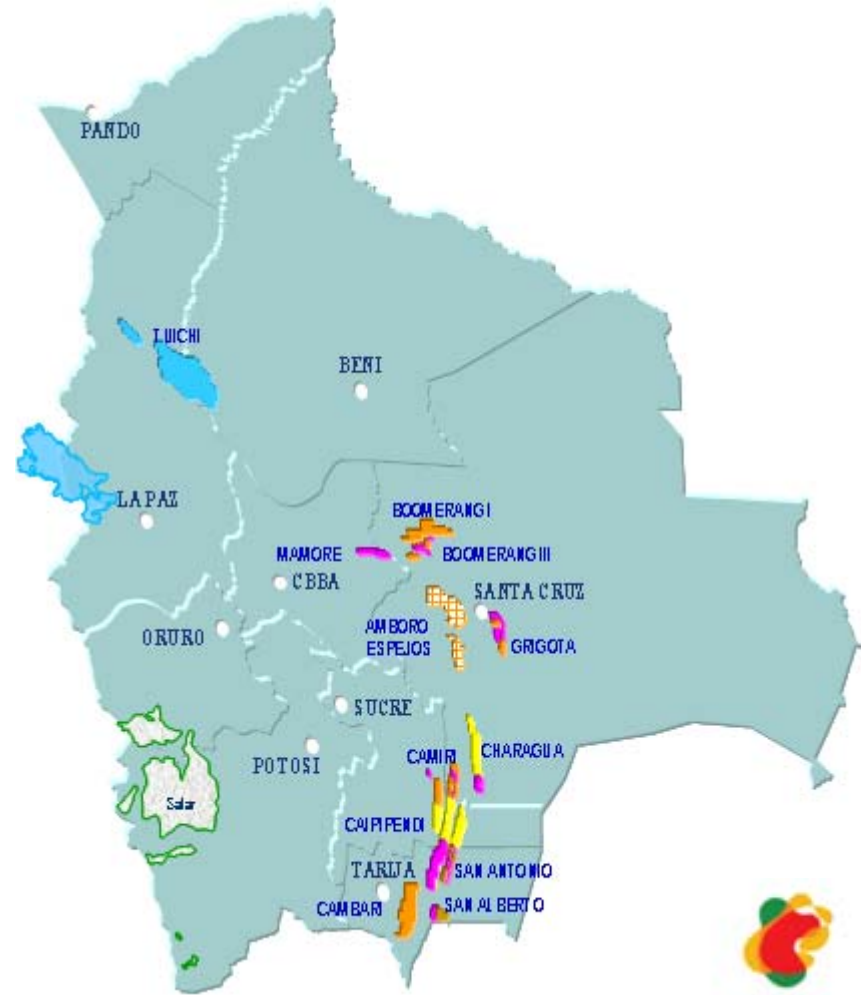 PANDO
LUICHI
BENI
LA PAZ
BOOMERANG I
MAMORE
BOOMERANG III
CBBA
SANTA CRUZ
AMBORO
ESPEJOS
ORURO
GRIGOTA
SUCRE
POTOSI
CAMIRI
CHARAGUA
Salar
CAIPIPENDI
TARIJA
SAN ANTONIO
CAMBARI
SAN ALBERTO